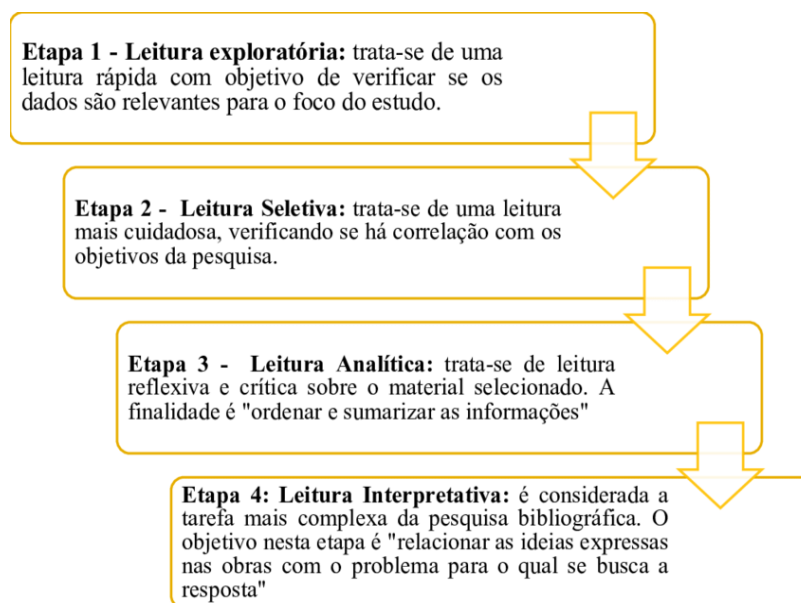 Etapa 1 - Leitura exploratória: trata-se de uma
leitura rápida com objetivo de verificar se os
dados são relevantes para o foco do estudo.
Etapa 2 - Leitura Seletiva: trata-se de uma leitura
mais cuidadosa, verificando se há correlação com os
objetivos da pesquisa.
Etapa 3 - Leitura Analítica: trata-se de leitura
reflexiva e crítica sobre o material selecionado. A
finalidade é "ordenar e sumarizar as informações"
Etapa 4: Leitura Interpretativa: é considerada a
tarefa mais complexa da pesquisa bibliográfica. O
objetivo nesta etapa é "relacionar as ideias expressas
nas obras com o problema para o qual se busca a
resposta"